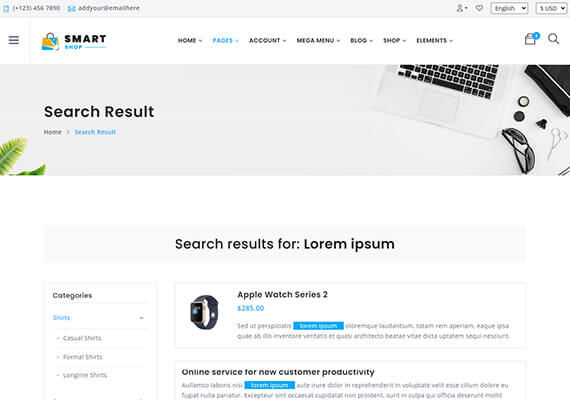 (+123) 456 7890 addyour@emailhere English $ USD
SMART
SHOP
HOME PAGES ACCOUNT MEGA MENU BLOG SHOP ELEMENTS 3
Search Result
Home > Search Result
Search results for: Lorem ipsum
Categories
Shirts
- Casual Shirts
- Formal Shirts
- Longline Shirts
Apple Watch Series 2
$285.00
Sed ut perspiciatis lorem ipsum oloremque laudantium, totam rem aperiam, eaque ipsa
quae ab illo inventore veritatis et quasi architecto beatae vitae dicta uptatem sequi nesciunt.
Online service for new customer productivity
Aullamco laboris nisi lorem ipsum aute irure dolor in reprehenderit in voluptate velit esse cillum dolore eu
fugiat nulla pariatur. Excepteur sint occaecat cupidatat non proident, sunt in culpa qui officia deserunt mollit